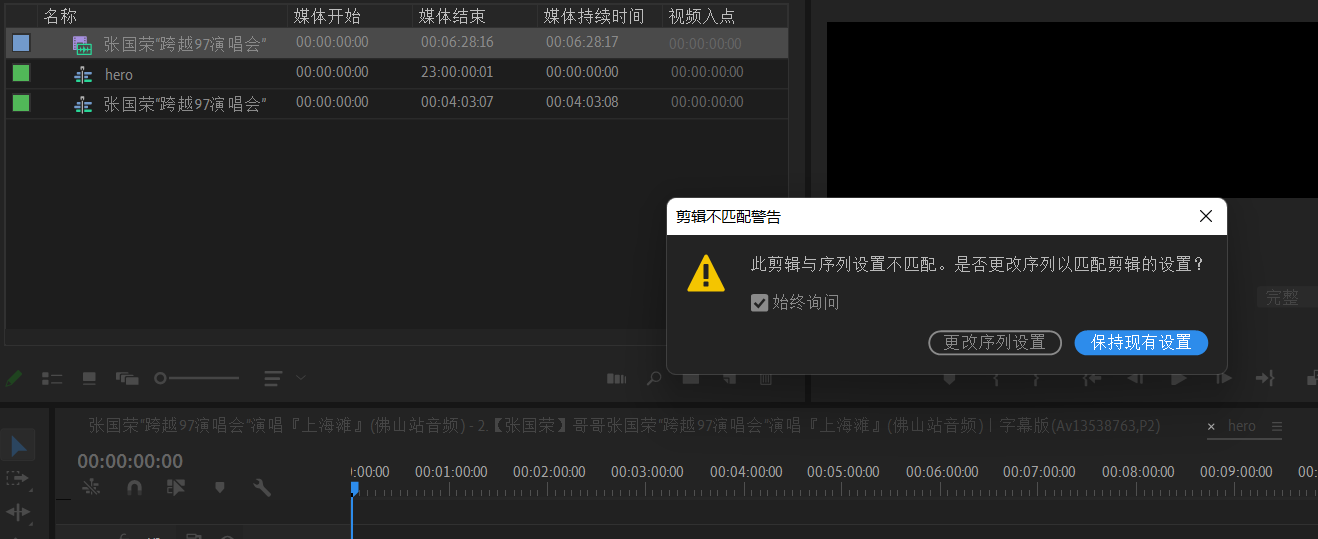 名称 媒体开始 媒体结束 媒体持续时间 视频入点
张国荣“跨越97演唱会” 00:00:00:00 00:06:28:16 00:06:28:17 00:00:00:00
hero 00:00:00:00 23:00:00:01 00:00:00:00 00:00:00:00
张国荣“跨越97演唱会” 00:00:00:00 00:04:03:07 00:04:03:08 00:00:00:00
剪辑不匹配警告
此剪辑与序列设置不匹配。是否更改序列以匹配剪辑的设置?
始终询问
完整
更改序列设置 保持现有设置
张国荣“跨越97演唱会”演唱『上海滩』(佛山站音频) - 2.【张国荣】哥哥张国荣“跨越97演唱会”演唱『上海滩』(佛山站音频)丨字幕版(Av13538763,P2) × hero
00:00:00:00
:00:00 00:01:00:00 00:02:00:00 00:03:00:00 00:04:00:00 00:05:00:00 00:06:00:00 00:07:00:00 00:08:00:00 00:09:00:00 00: